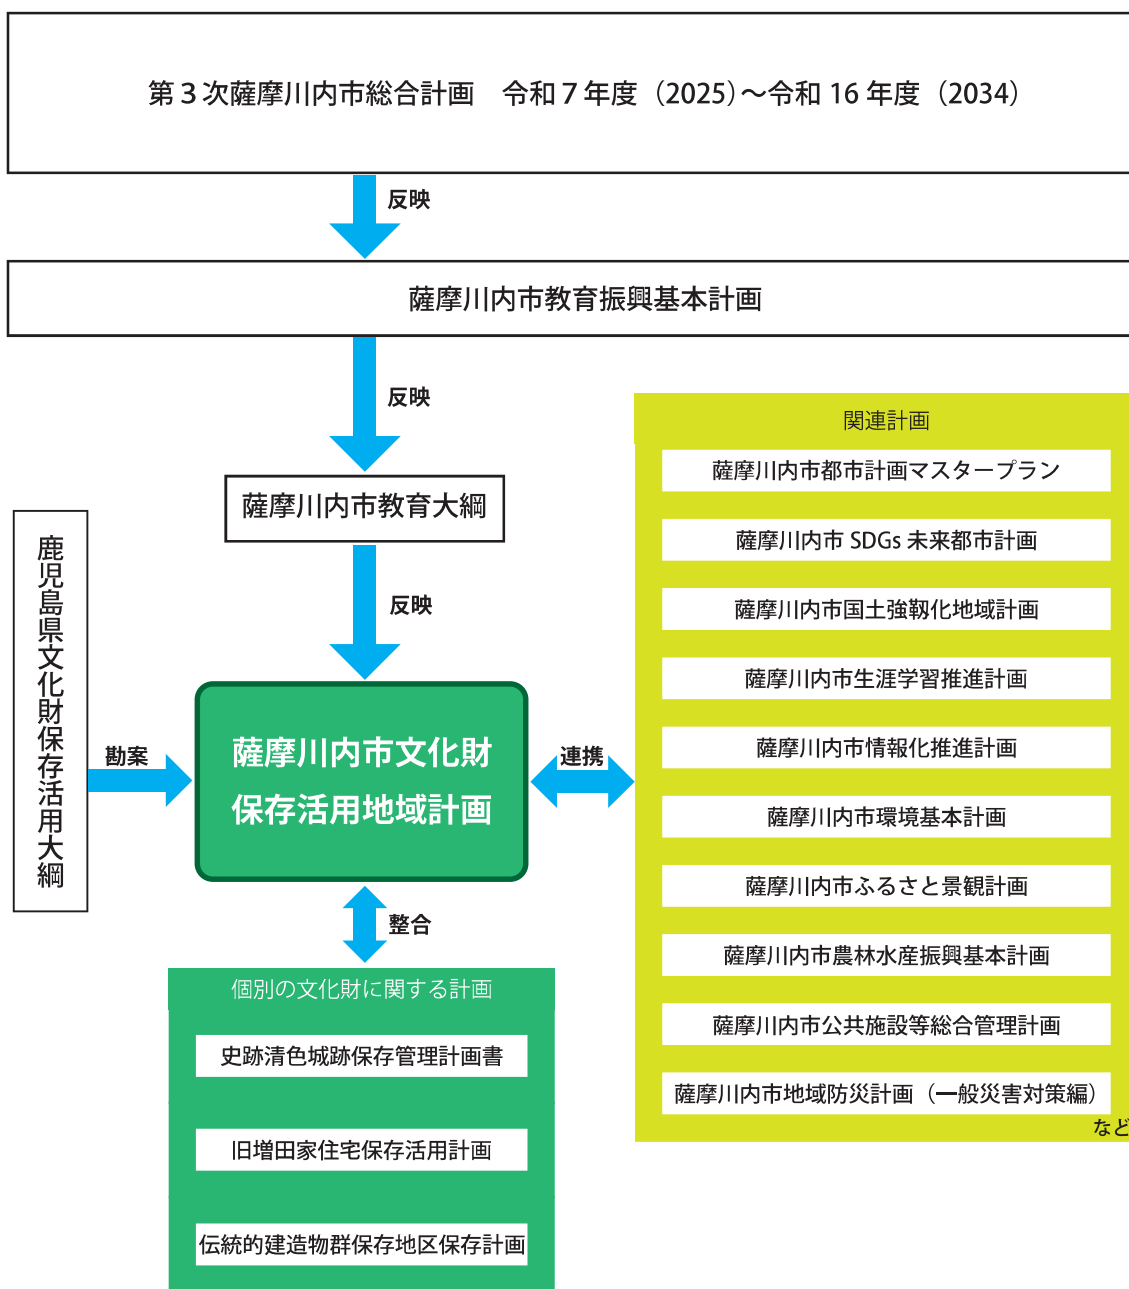 第3次薩摩川内市総合計画　令和7年度（2025）～令和16年度（2034）
反映
薩摩川内市教育振興基本計画
反映
薩摩川内市教育大綱
反映
鹿児島県文化財保存活用大綱
勘案
薩摩川内市文化財
保存活用地域計画
連携
整合
個別の文化財に関する計画
史跡清色城跡保存管理計画書
旧増田家住宅保存活用計画
伝統的建造物群保存地区保存計画
関連計画
薩摩川内市都市計画マスタープラン
薩摩川内市 SDGs 未来都市計画
薩摩川内市国土強靱化地域計画
薩摩川内市生涯学習推進計画
薩摩川内市情報化推進計画
薩摩川内市環境基本計画
薩摩川内市ふるさと景観計画
薩摩川内市農林水産振興基本計画
薩摩川内市公共施設等総合管理計画
薩摩川内市地域防災計画（一般災害対策編）
など